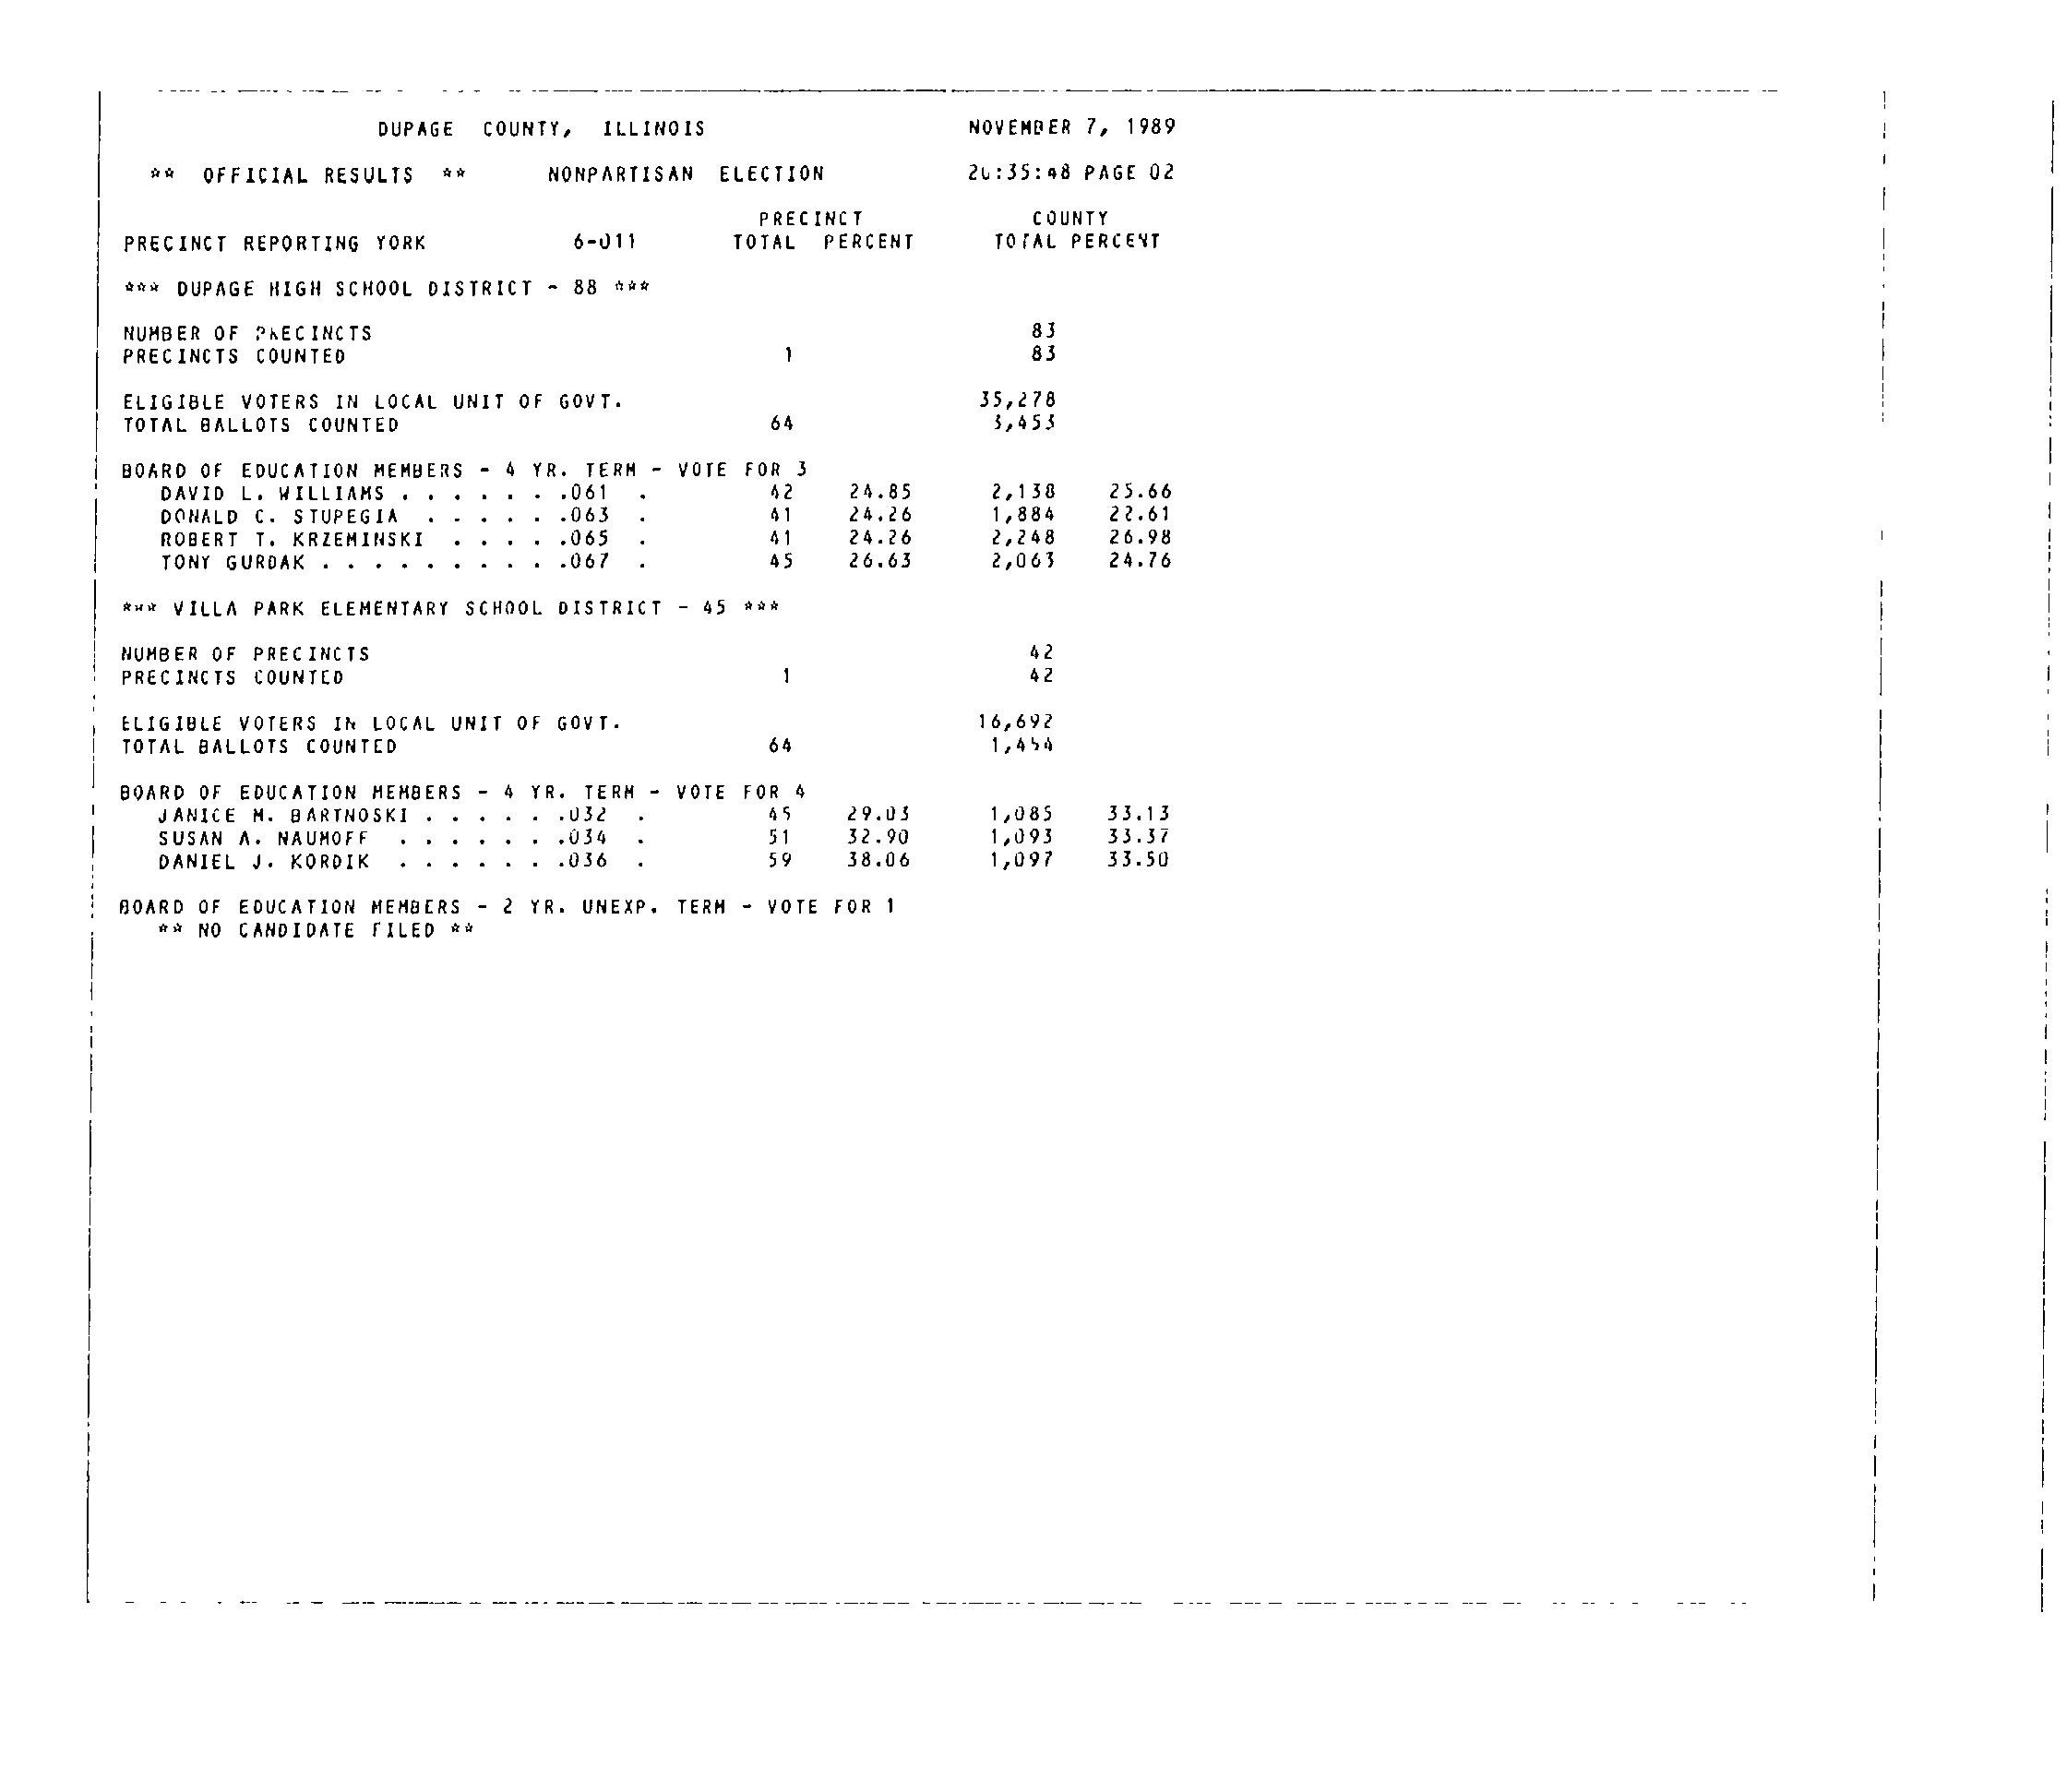 DUPAGE COUNTY, ILLINOIS NOVEMBER 7, 1989
** OFFICIAL RESULTS ** NONPARTISAN ELECTION 20:35:48 PAGE 02
PRECINCT COUNTY
PRECINCT REPORTING YORK 6-011 TOTAL PERCENT TOTAL PERCENT
*** DUPAGE HIGH SCHOOL DISTRICT - 88 ***
NUMBER OF PRECINCTS 83
PRECINCTS COUNTED 1 83
ELIGIBLE VOTERS IN LOCAL UNIT OF GOVT. 35,278
TOTAL BALLOTS COUNTED 64 3,453
BOARD OF EDUCATION MEMBERS - 4 YR. TERM - VOTE FOR 3
DAVID L. WILLIAMS . . . . . . .061 . 42 24.85 2,138 25.66
DONALD C. STUPEGIA . . . . . .063 . 41 24.26 1,884 22.61
ROBERT T. KRZEMINSKI . . . . .065 . 41 24.26 2,248 26.98
TONY GURDAK . . . . . . . . . .067 . 45 26.63 2,063 24.76
*** VILLA PARK ELEMENTARY SCHOOL DISTRICT - 45 ***
NUMBER OF PRECINCTS 42
PRECINCTS COUNTED 1 42
ELIGIBLE VOTERS IN LOCAL UNIT OF GOVT. 16,692
TOTAL BALLOTS COUNTED 64 1,454
BOARD OF EDUCATION MEMBERS - 4 YR. TERM - VOTE FOR 4
JANICE M. BARTNOSKI . . . . . .032 . 45 29.03 1,085 33.13
SUSAN A. NAUMOFF . . . . . . .034 . 51 32.90 1,093 33.37
DANIEL J. KORDIK . . . . . . .036 . 59 38.06 1,097 33.50
BOARD OF EDUCATION MEMBERS - 2 YR. UNEXP. TERM - VOTE FOR 1
** NO CANDIDATE FILED **